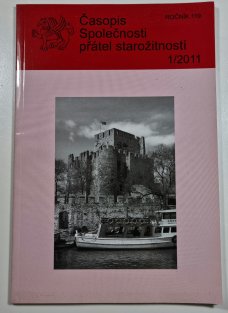 Časopis
Společnosti
přátel starožitností
ROČNÍK 119
1/2011